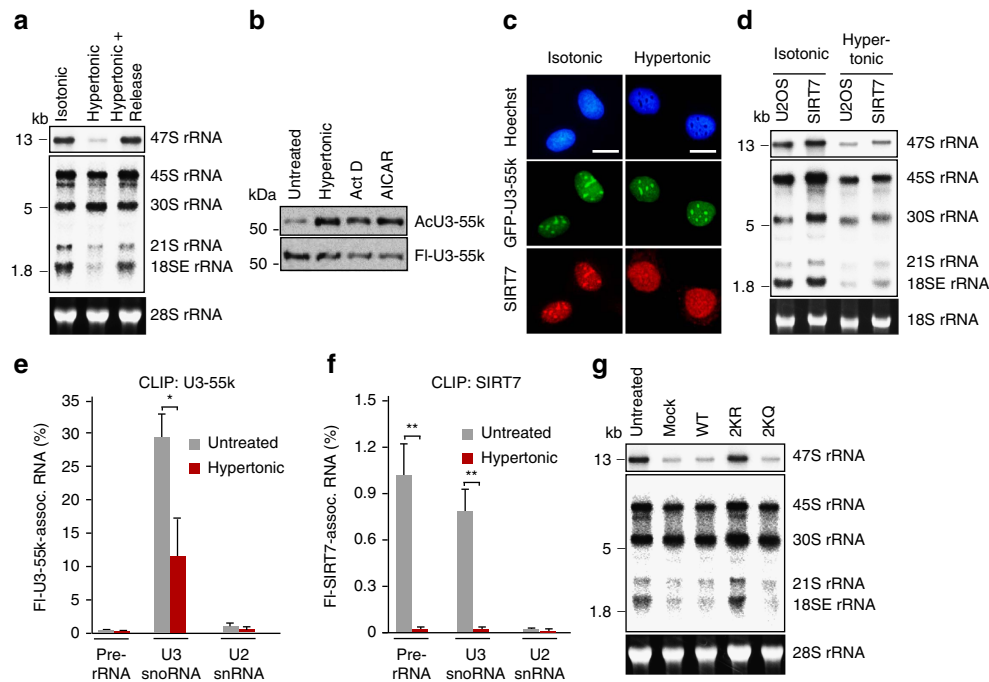 a
Isotonic
Hypertonic
Hypertonic +
Release
kb
13
5
1.8
47S rRNA
45S rRNA
30S rRNA
21S rRNA
18SE rRNA
28S rRNA
b
Untreated
Hypertonic
Act D
AICAR
kDa
50
50
AcU3-55k
Fl-U3-55k
c
Isotonic
Hypertonic
Hoechst
GFP-U3-55k
SIRT7
d
Isotonic
Hyper-
tonic
U2OS
SIRT7
U2OS
SIRT7
kb
13
5
1.8
47S rRNA
45S rRNA
30S rRNA
21S rRNA
18SE rRNA
18S rRNA
e
CLIP: U3-55k
Fl-U3-55k-assoc. RNA (%)
35
30
25
20
15
10
5
0
*
Untreated
Hypertonic
Pre-
rRNA
U3
snoRNA
U2
snRNA
f
CLIP: SIRT7
Fl-SIRT7-assoc. RNA (%)
1.5
1.2
0.9
0.6
0.3
0
**
**
Untreated
Hypertonic
Pre-
rRNA
U3
snoRNA
U2
snRNA
g
Untreated
Mock
WT
2KR
2KQ
kb
13
5
1.8
47S rRNA
45S rRNA
30S rRNA
21S rRNA
18SE rRNA
28S rRNA